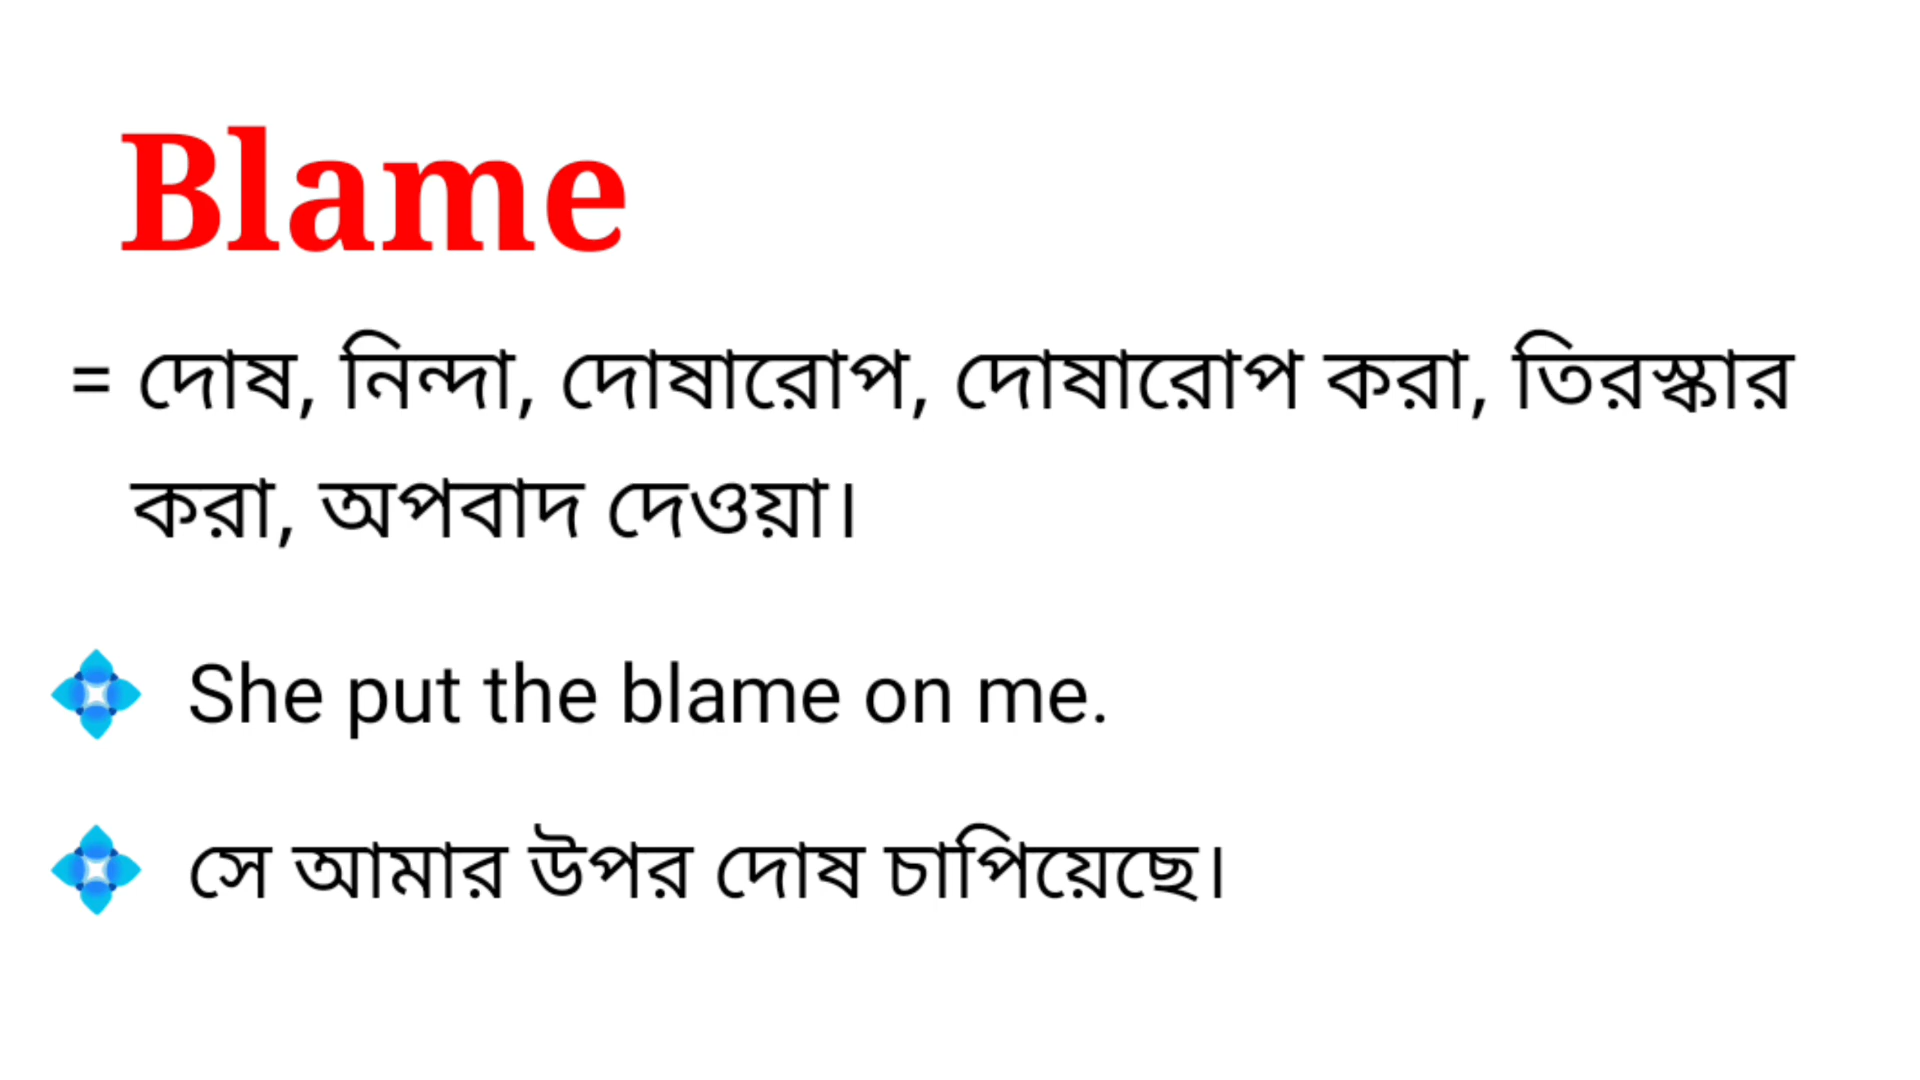 Blame
= দোষ, নিন্দা, দোষারোপ, দোষারোপ করা, তিরস্কার
করা, অপবাদ দেওয়া।
💠 She put the blame on me.
💠 সে আমার উপর দোষ চাপিয়েছে।